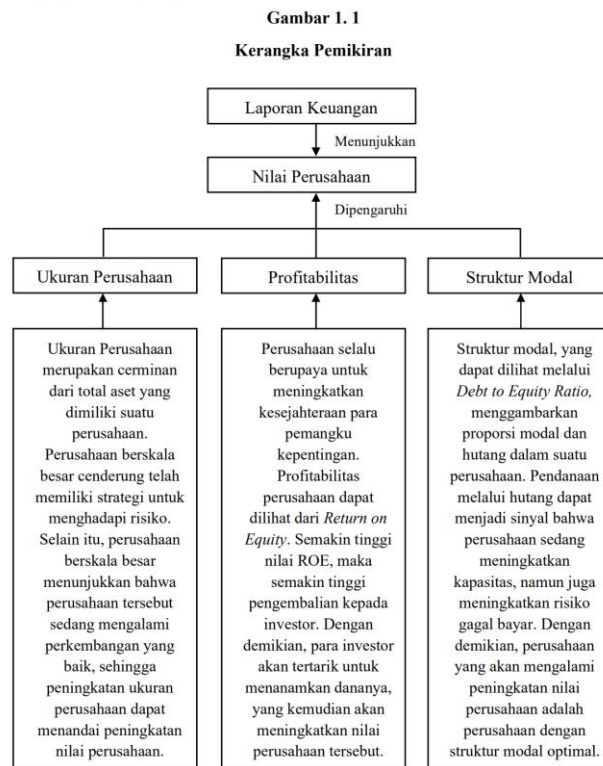 Gambar 1. 1
Kerangka Pemikiran
Laporan Keuangan
Menunjukkan
Nilai Perusahaan
Dipengaruhi
Ukuran Perusahaan
Profitabilitas
Struktur Modal
Ukuran Perusahaan
merupakan cerminan
dari total aset yang
dimiliki suatu
perusahaan.
Perusahaan berskala
besar cenderung telah
memiliki strategi untuk
menghadapi risiko.
Selain itu, perusahaan
berskala besar
menunjukkan bahwa
perusahaan tersebut
sedang mengalami
perkembangan yang
baik, sehingga
peningkatan ukuran
perusahaan dapat
menandai peningkatan
nilai perusahaan.
Perusahaan selalu
berupaya untuk
meningkatkan
kesejahteraan para
pemangku
kepentingan.
Profitabilitas
perusahaan dapat
dilihat dari Return on
Equity. Semakin tinggi
nilai ROE, maka
semakin tinggi
pengembalian kepada
investor. Dengan
demikian, para investor
akan tertarik untuk
menanamkan dananya,
yang kemudian akan
meningkatkan nilai
perusahaan tersebut.
Struktur modal, yang
dapat dilihat melalui
Debt to Equity Ratio,
menggambarkan
proporsi modal dan
hutang dalam suatu
perusahaan. Pendanaan
melalui hutang dapat
menjadi sinyal bahwa
perusahaan sedang
meningkatkan
kapasitas, namun juga
meningkatkan risiko
gagal bayar. Dengan
demikian, perusahaan
yang akan mengalami
peningkatan nilai
perusahaan adalah
perusahaan dengan
struktur modal optimal.